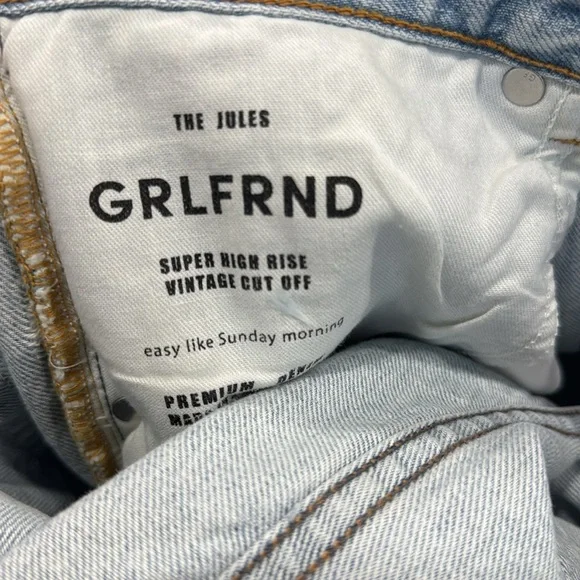 THE JULES
GRLFRND
SUPER HIGH RISE
VINTAGE CUT OFF
easy like Sunday morning
PREMIUM